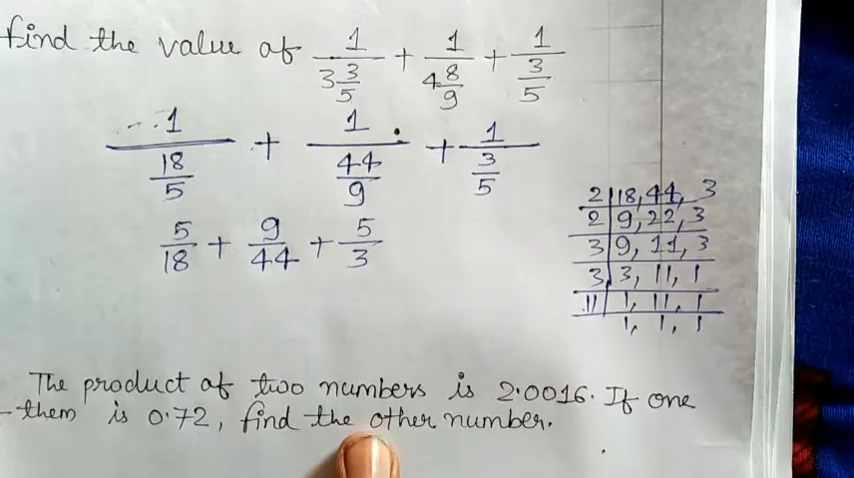 find the value of 1/3 3/5 + 1/4 8/9 + 1/3/5
1/18/5 + 1/44/9 + 1/3/5
5/18 + 9/44 + 5/3
2 | 18, 44, 3
2 | 9, 22, 3
3 | 9, 11, 3
3 | 3, 11, 1
11 | 1, 11, 1
1, 1, 1
The product of two numbers is 2.0016. If one
them is 0.72, find the other number.